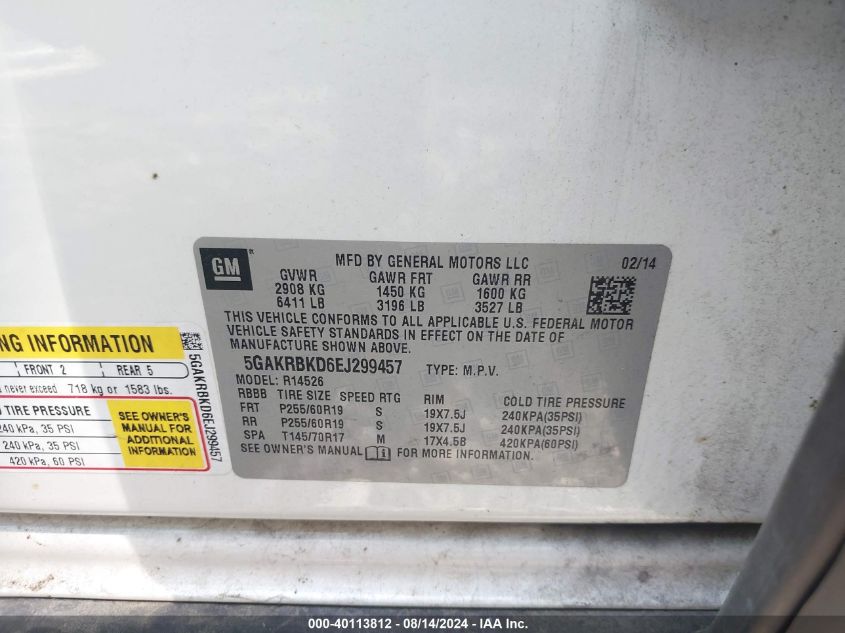 GM
MFD BY GENERAL MOTORS LLC 02/14
GVWR GAWR FRT GAWR RR
2908 KG 1450 KG 1600 KG
6411 LB 3196 LB 3527 LB
THIS VEHICLE CONFORMS TO ALL APPLICABLE U.S. FEDERAL MOTOR
VEHICLE SAFETY STANDARDS IN EFFECT ON THE DATE OF
MANUFACTURE SHOWN ABOVE.
5GAKRBKD6EJ299457 TYPE: M.P.V.
MODEL: R14526
RBBB TIRE SIZE SPEED RTG RIM COLD TIRE PRESSURE
FRT P255/60R19 S 19X7.5J 240KPA(35PSI)
RR P255/60R19 S 19X7.5J 240KPA(35PSI)
SPA T145/70R17 M 17X4.5B 420KPA(60PSI)
SEE OWNER'S MANUAL FOR MORE INFORMATION.
NG INFORMATION
FRONT 2 REAR 5
never exceed 718 kg or 1583 lbs.
TIRE PRESSURE
240 kPa, 35 PSI
240 kPa, 35 PSI
420 kPa, 60 PSI
SEE OWNER'S
MANUAL FOR
ADDITIONAL
INFORMATION
5GAKRBKD6EJ299457
000-40113812 - 08/14/2024 - IAA Inc.